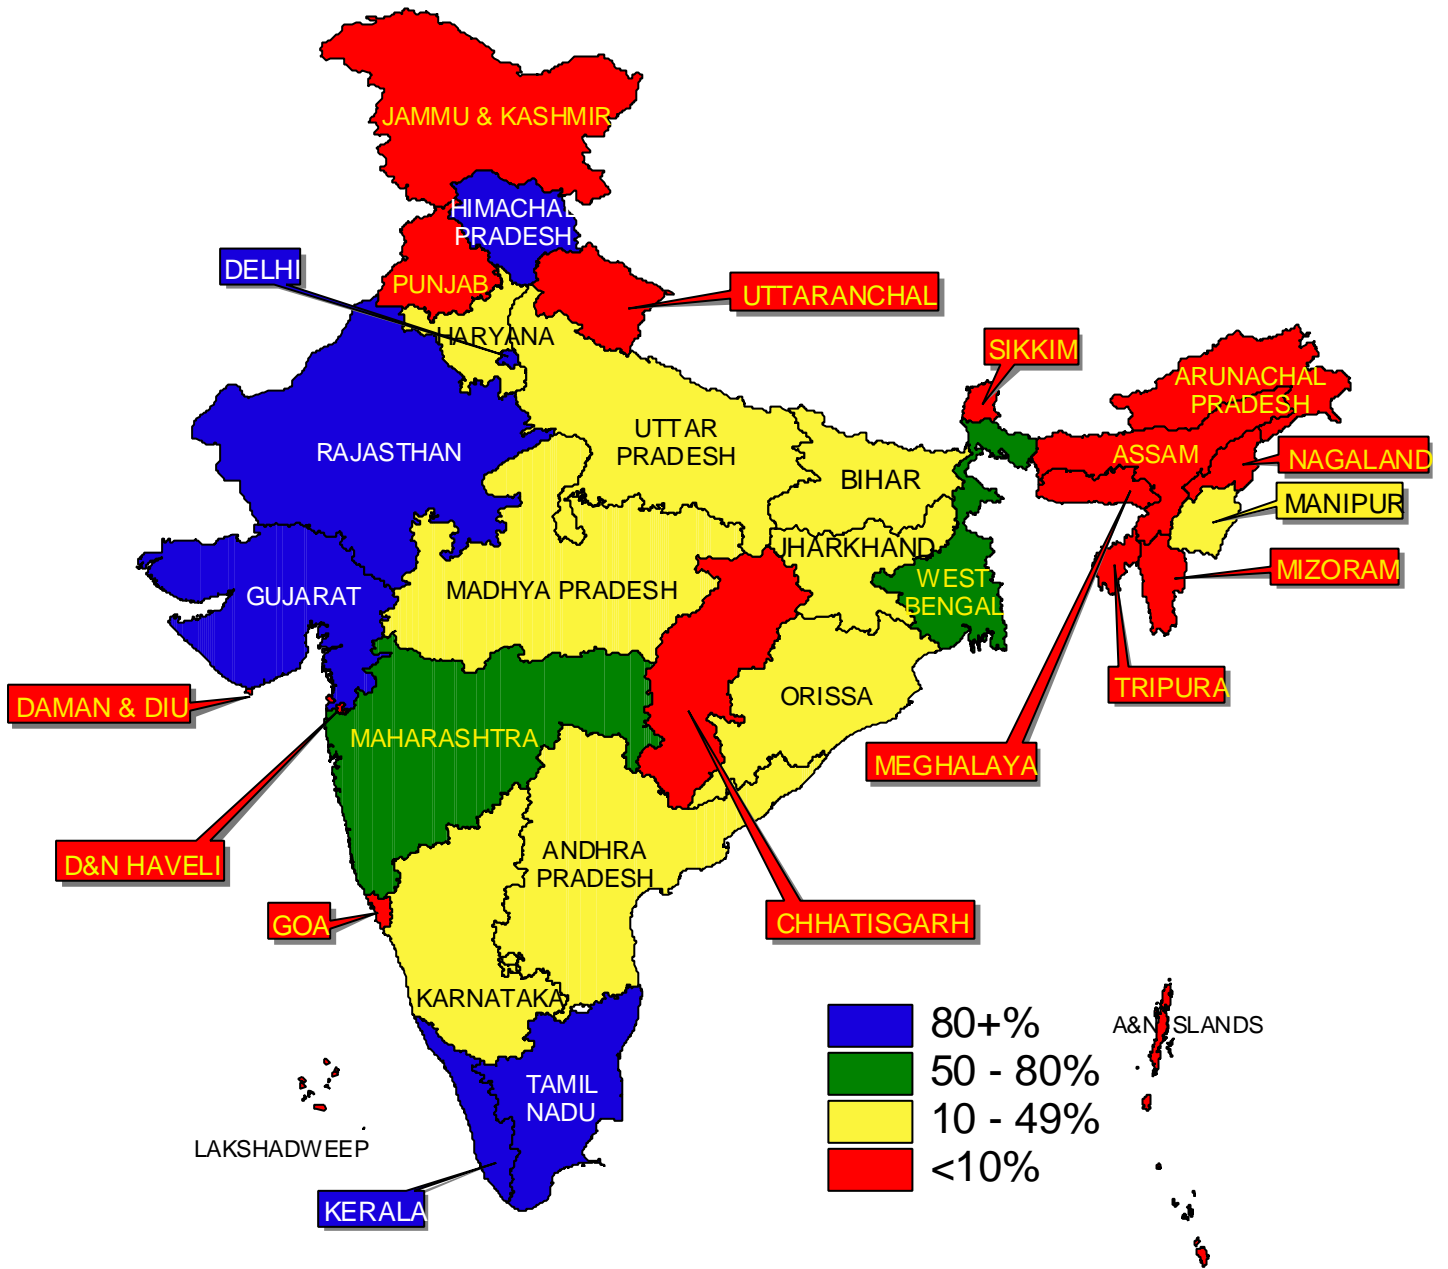 JAMMU & KASHMIR
HIMACHAL
PRADESH
DELHI
PUNJAB
UTTARANCHAL
HARYANA
SIKKIM
ARUNACHAL
PRADESH
RAJASTHAN
UTTAR
PRADESH
BIHAR
ASSAM
NAGALAND
MANIPUR
JHARKHAND
GUJARAT
MADHYA PRADESH
WEST
BENGAL
MIZORAM
DAMAN & DIU
ORISSA
TRIPURA
MAHARASHTRA
MEGHALAYA
D&N HAVELI
ANDHRA
PRADESH
GOA
CHHATISGARH
KARNATAKA
80+%
A&N ISLANDS
50 - 80%
TAMIL
NADU
10 - 49%
LAKSHADWEEP
<10%
KERALA